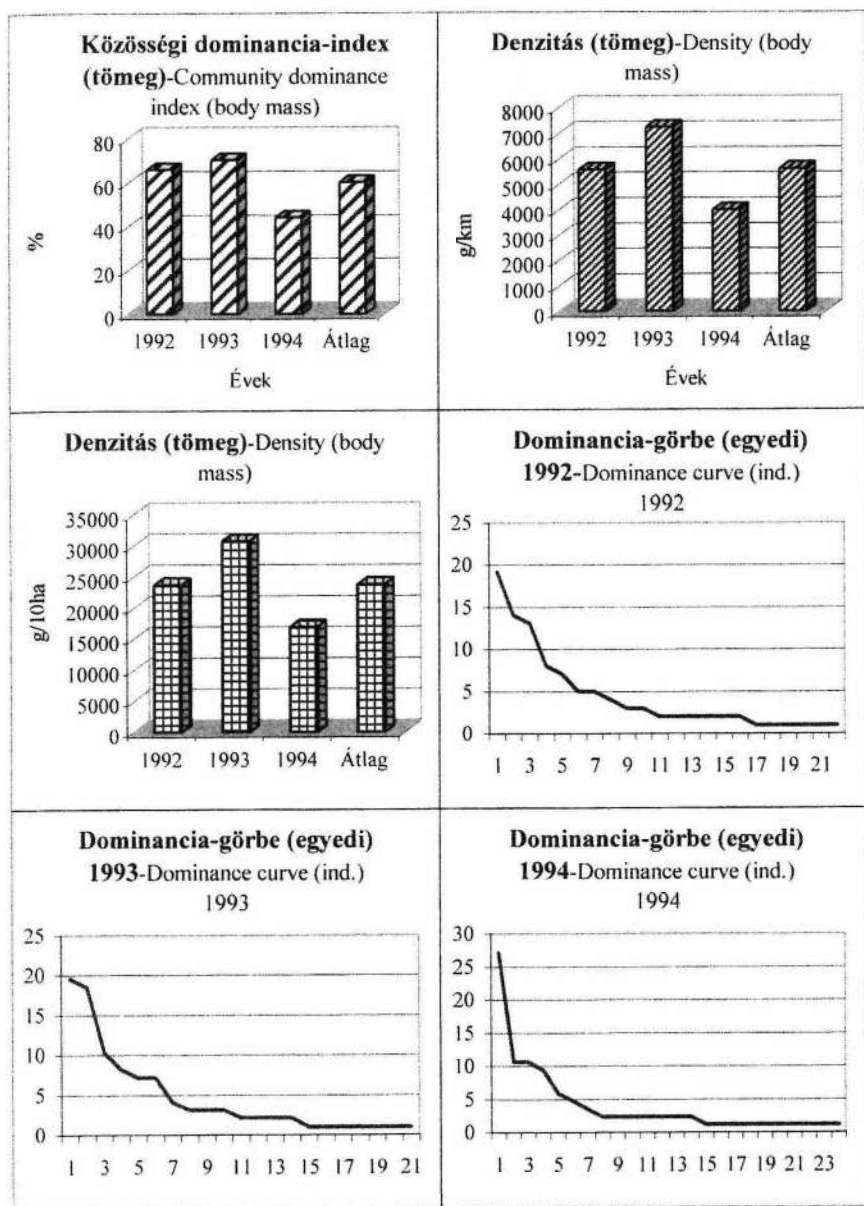 Közösségi dominancia-index
(tömeg)-Community dominance
index (body mass)
80
60
40
20
0
%
1992 1993 1994 Átlag
Évek
Denzitás (tömeg)-Density (body
mass)
8000
7000
6000
5000
4000
3000
2000
1000
0
g/km
1992 1993 1994 Átlag
Évek
Denzitás (tömeg)-Density (body
mass)
35000
30000
25000
20000
15000
10000
5000
0
g/10ha
1992 1993 1994 Átlag
Dominancia-görbe (egyedi)
1992-Dominance curve (ind.)
1992
25
20
15
10
5
0
1 3 5 7 9 11 13 15 17 19 21
Dominancia-görbe (egyedi)
1993-Dominance curve (ind.)
1993
25
20
15
10
5
0
1 3 5 7 9 11 13 15 17 19 21
Dominancia-görbe (egyedi)
1994-Dominance curve (ind.)
1994
30
25
20
15
10
5
0
1 3 5 7 9 11 13 15 17 19 21 23